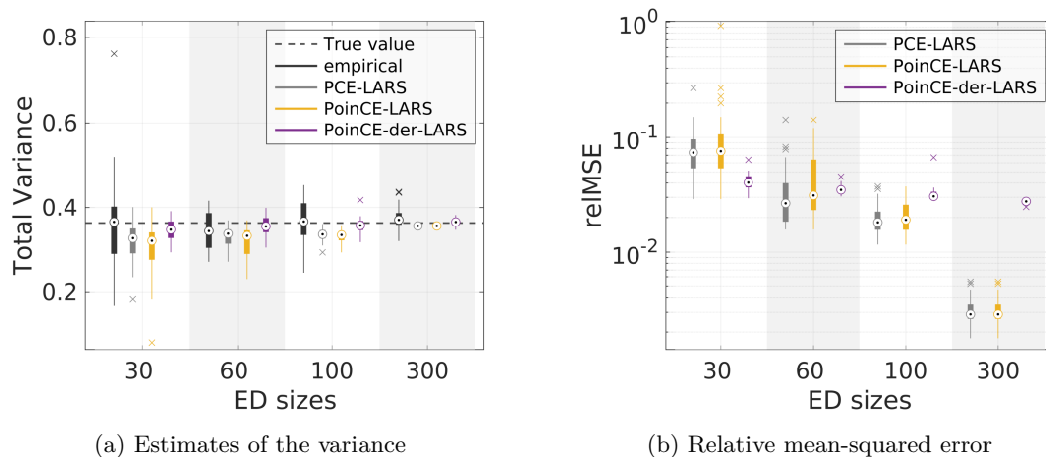 0.8
0.6
0.4
0.2
Total Variance
True value
empirical
PCE-LARS
PoinCE-LARS
PoinCE-der-LARS
30 60 100 300
ED sizes
(a) Estimates of the variance
10^0
10^-1
10^-2
relMSE
PCE-LARS
PoinCE-LARS
PoinCE-der-LARS
30 60 100 300
ED sizes
(b) Relative mean-squared error